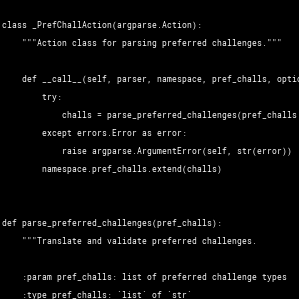 class _PrefChallAction(argparse.Action):
    """Action class for parsing preferred challenges."""
    def __call__(self, parser, namespace, pref_challs,
        try:
            challs = parse_preferred_challenges(pref_challs
        except errors.Error as error:
            raise argparse.ArgumentError(self, str(error))
        namespace.pref_challs.extend(challs)
def parse_preferred_challenges(pref_challs):
    """Translate and validate preferred challenges.
    :param pref_challs: list of preferred challenge types
    :type pref_challs: `list` of `str`